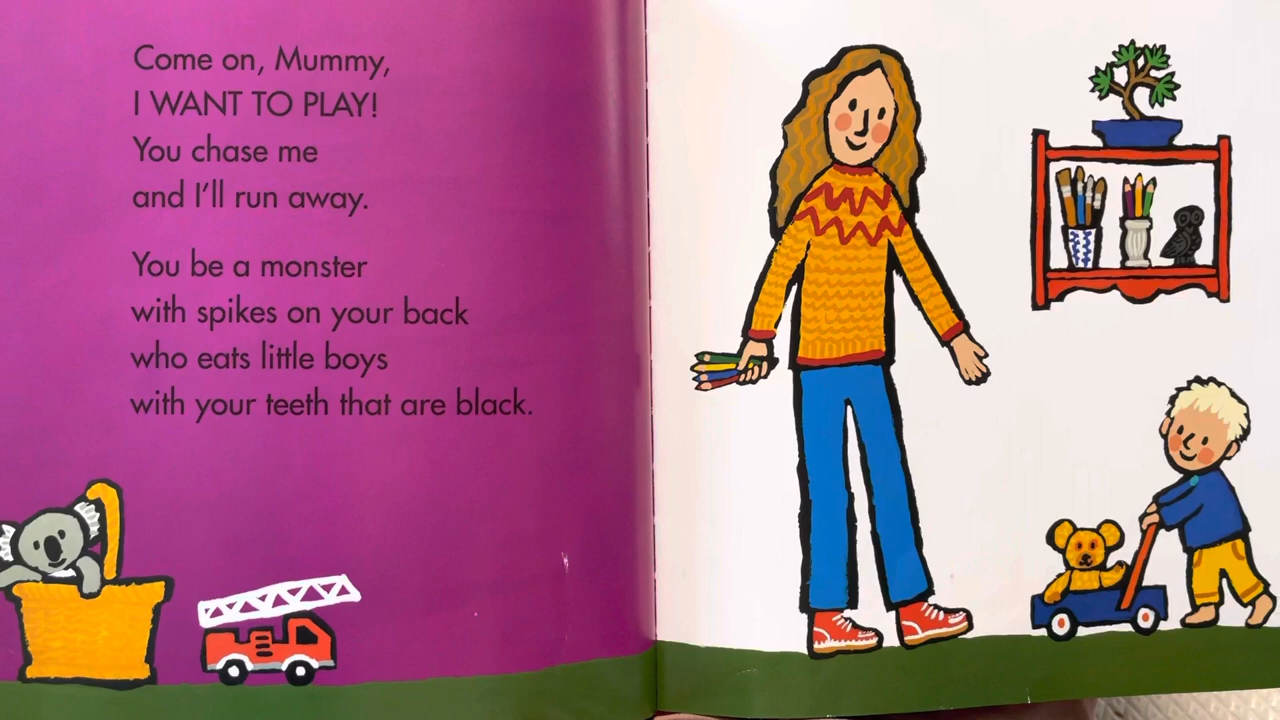 Come on, Mummy,
I WANT TO PLAY!
You chase me
and I'll run away.
You be a monster
with spikes on your back
who eats little boys
with your teeth that are black.